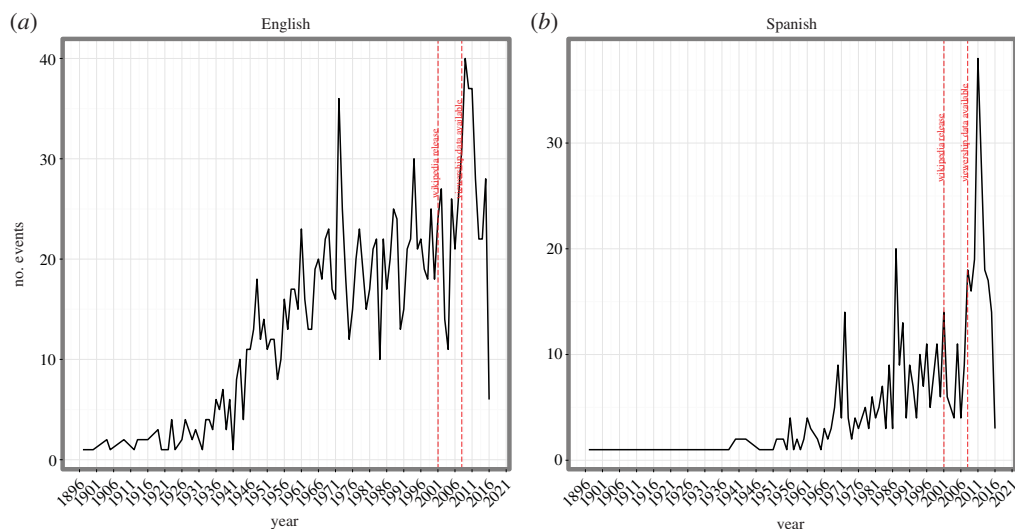 (a) English
no. events
40
30
20
10
0
wikipedia release
viewership data available
1896 1901 1906 1911 1916 1921 1926 1931 1936 1941 1946 1951 1956 1961 1966 1971 1976 1981 1986 1991 1996 2001 2006 2011 2016 2021
year
(b) Spanish
30
20
10
0
wikipedia release
viewership data available
1896 1901 1906 1911 1916 1921 1926 1931 1936 1941 1946 1951 1956 1961 1966 1971 1976 1981 1986 1991 1996 2001 2006 2011 2016 2021
year